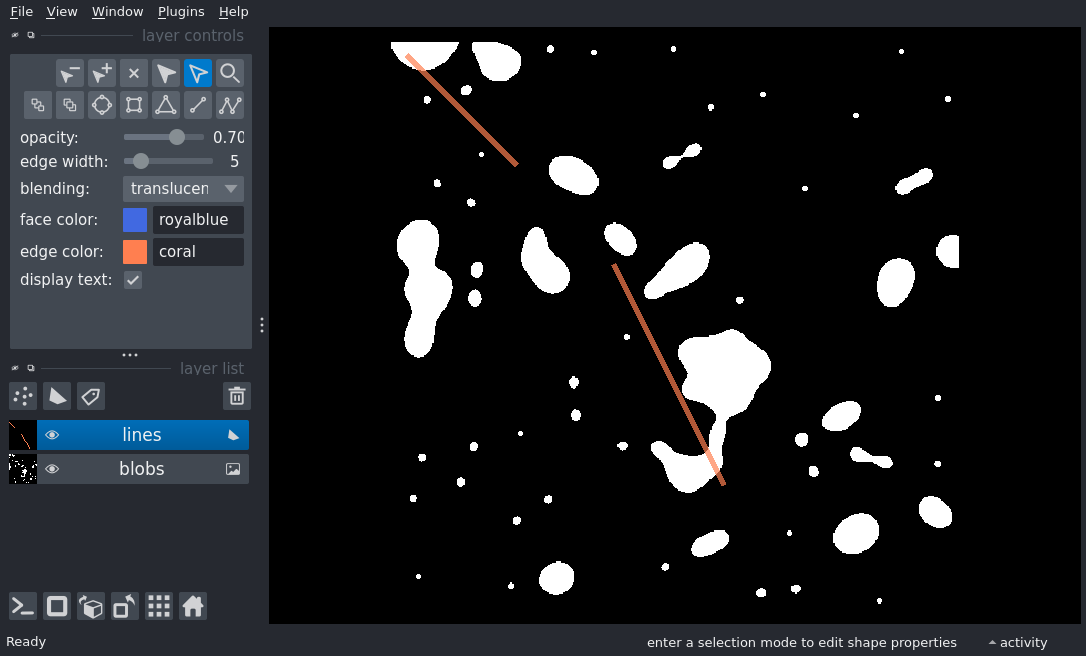 File View Window Plugins Help
layer controls
opacity: 0.70
edge width: 5
blending: translucen
face color: royalblue
edge color: coral
display text:
layer list
lines
blobs
Ready
enter a selection mode to edit shape properties
activity